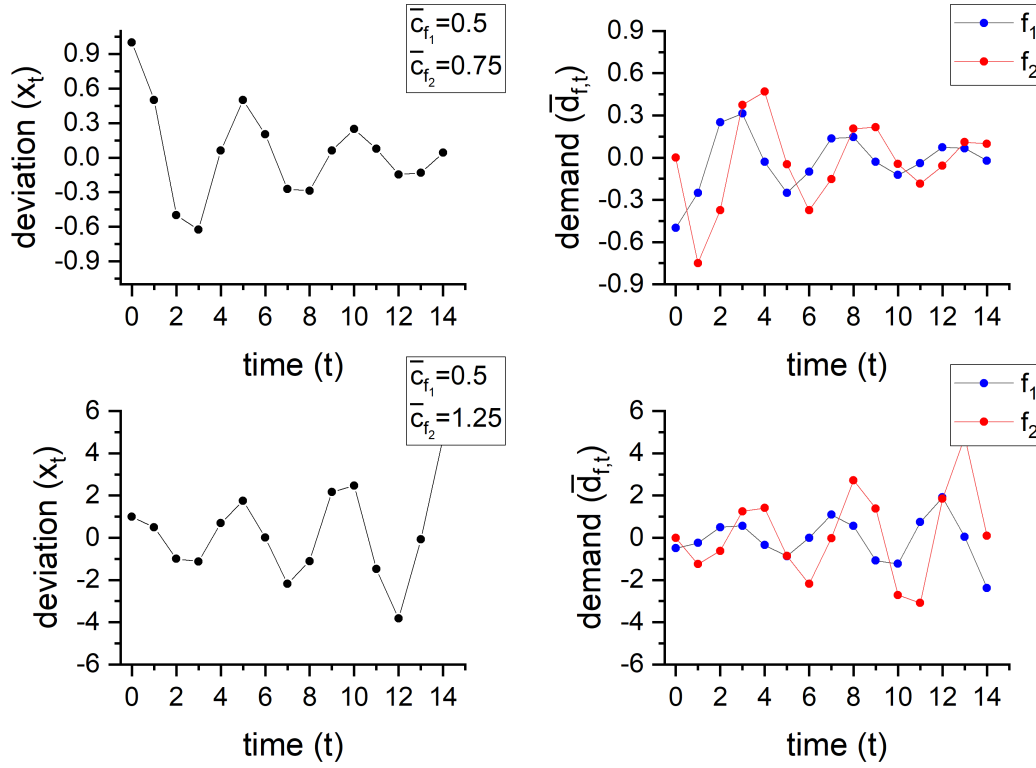 c̄f₁=0.5
c̄f₂=0.75
deviation (xₜ)
0.9
0.6
0.3
0.0
-0.3
-0.6
-0.9
0 2 4 6 8 10 12 14
time (t)
f₁
f₂
demand (d̄f,t)
0.9
0.6
0.3
0.0
-0.3
-0.6
-0.9
0 2 4 6 8 10 12 14
time (t)
c̄f₁=0.5
c̄f₂=1.25
deviation (xₜ)
6
4
2
0
-2
-4
-6
0 2 4 6 8 10 12 14
time (t)
f₁
f₂
demand (d̄f,t)
6
4
2
0
-2
-4
-6
0 2 4 6 8 10 12 14
time (t)